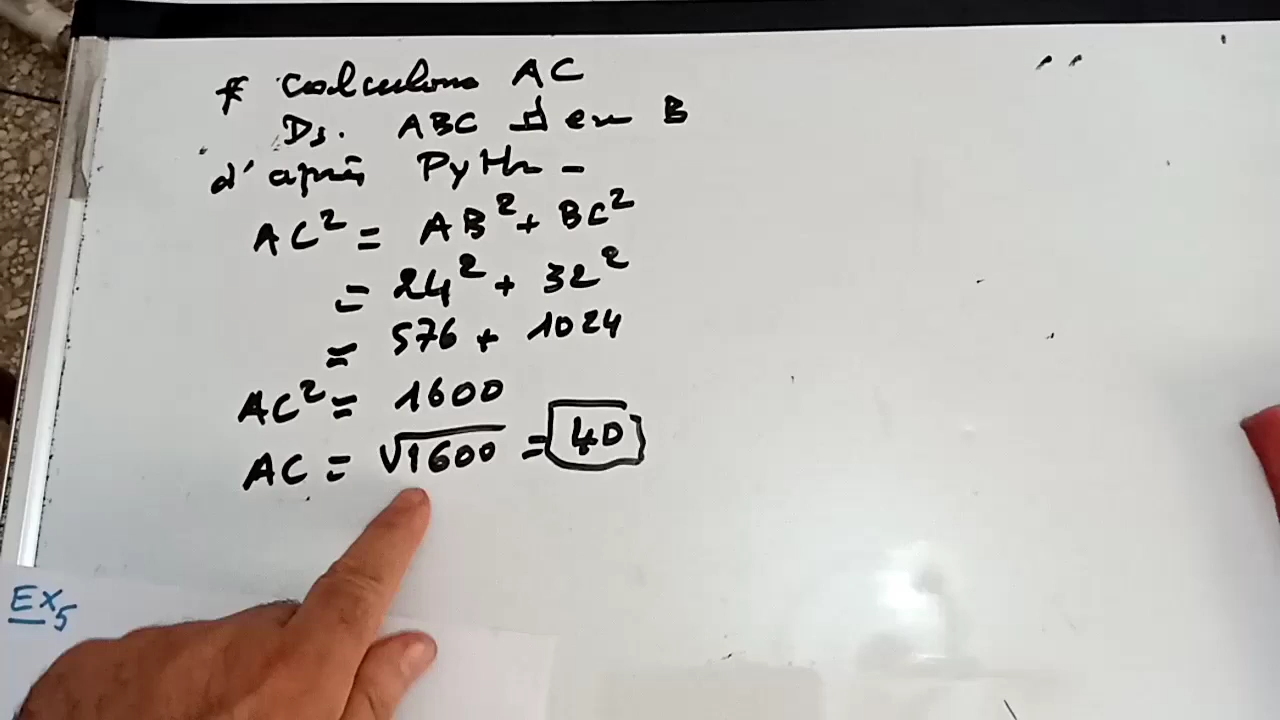 * Calculons AC
Ds. ABC ⊿ en B
d'après PyTh -
AC² = AB² + BC²
= 24² + 32²
= 576 + 1024
AC² = 1600
AC = √1600 = 40
Ex5